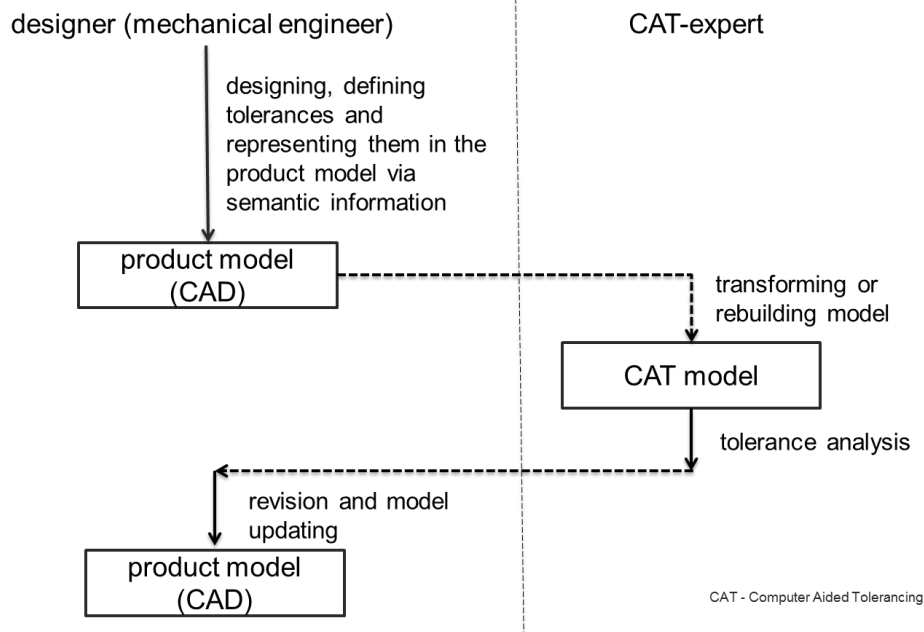 designer (mechanical engineer)
CAT-expert
designing, defining
tolerances and
representing them in the
product model via
semantic information
product model
(CAD)
transforming or
rebuilding model
CAT model
tolerance analysis
revision and model
updating
product model
(CAD)
CAT - Computer Aided Tolerancing